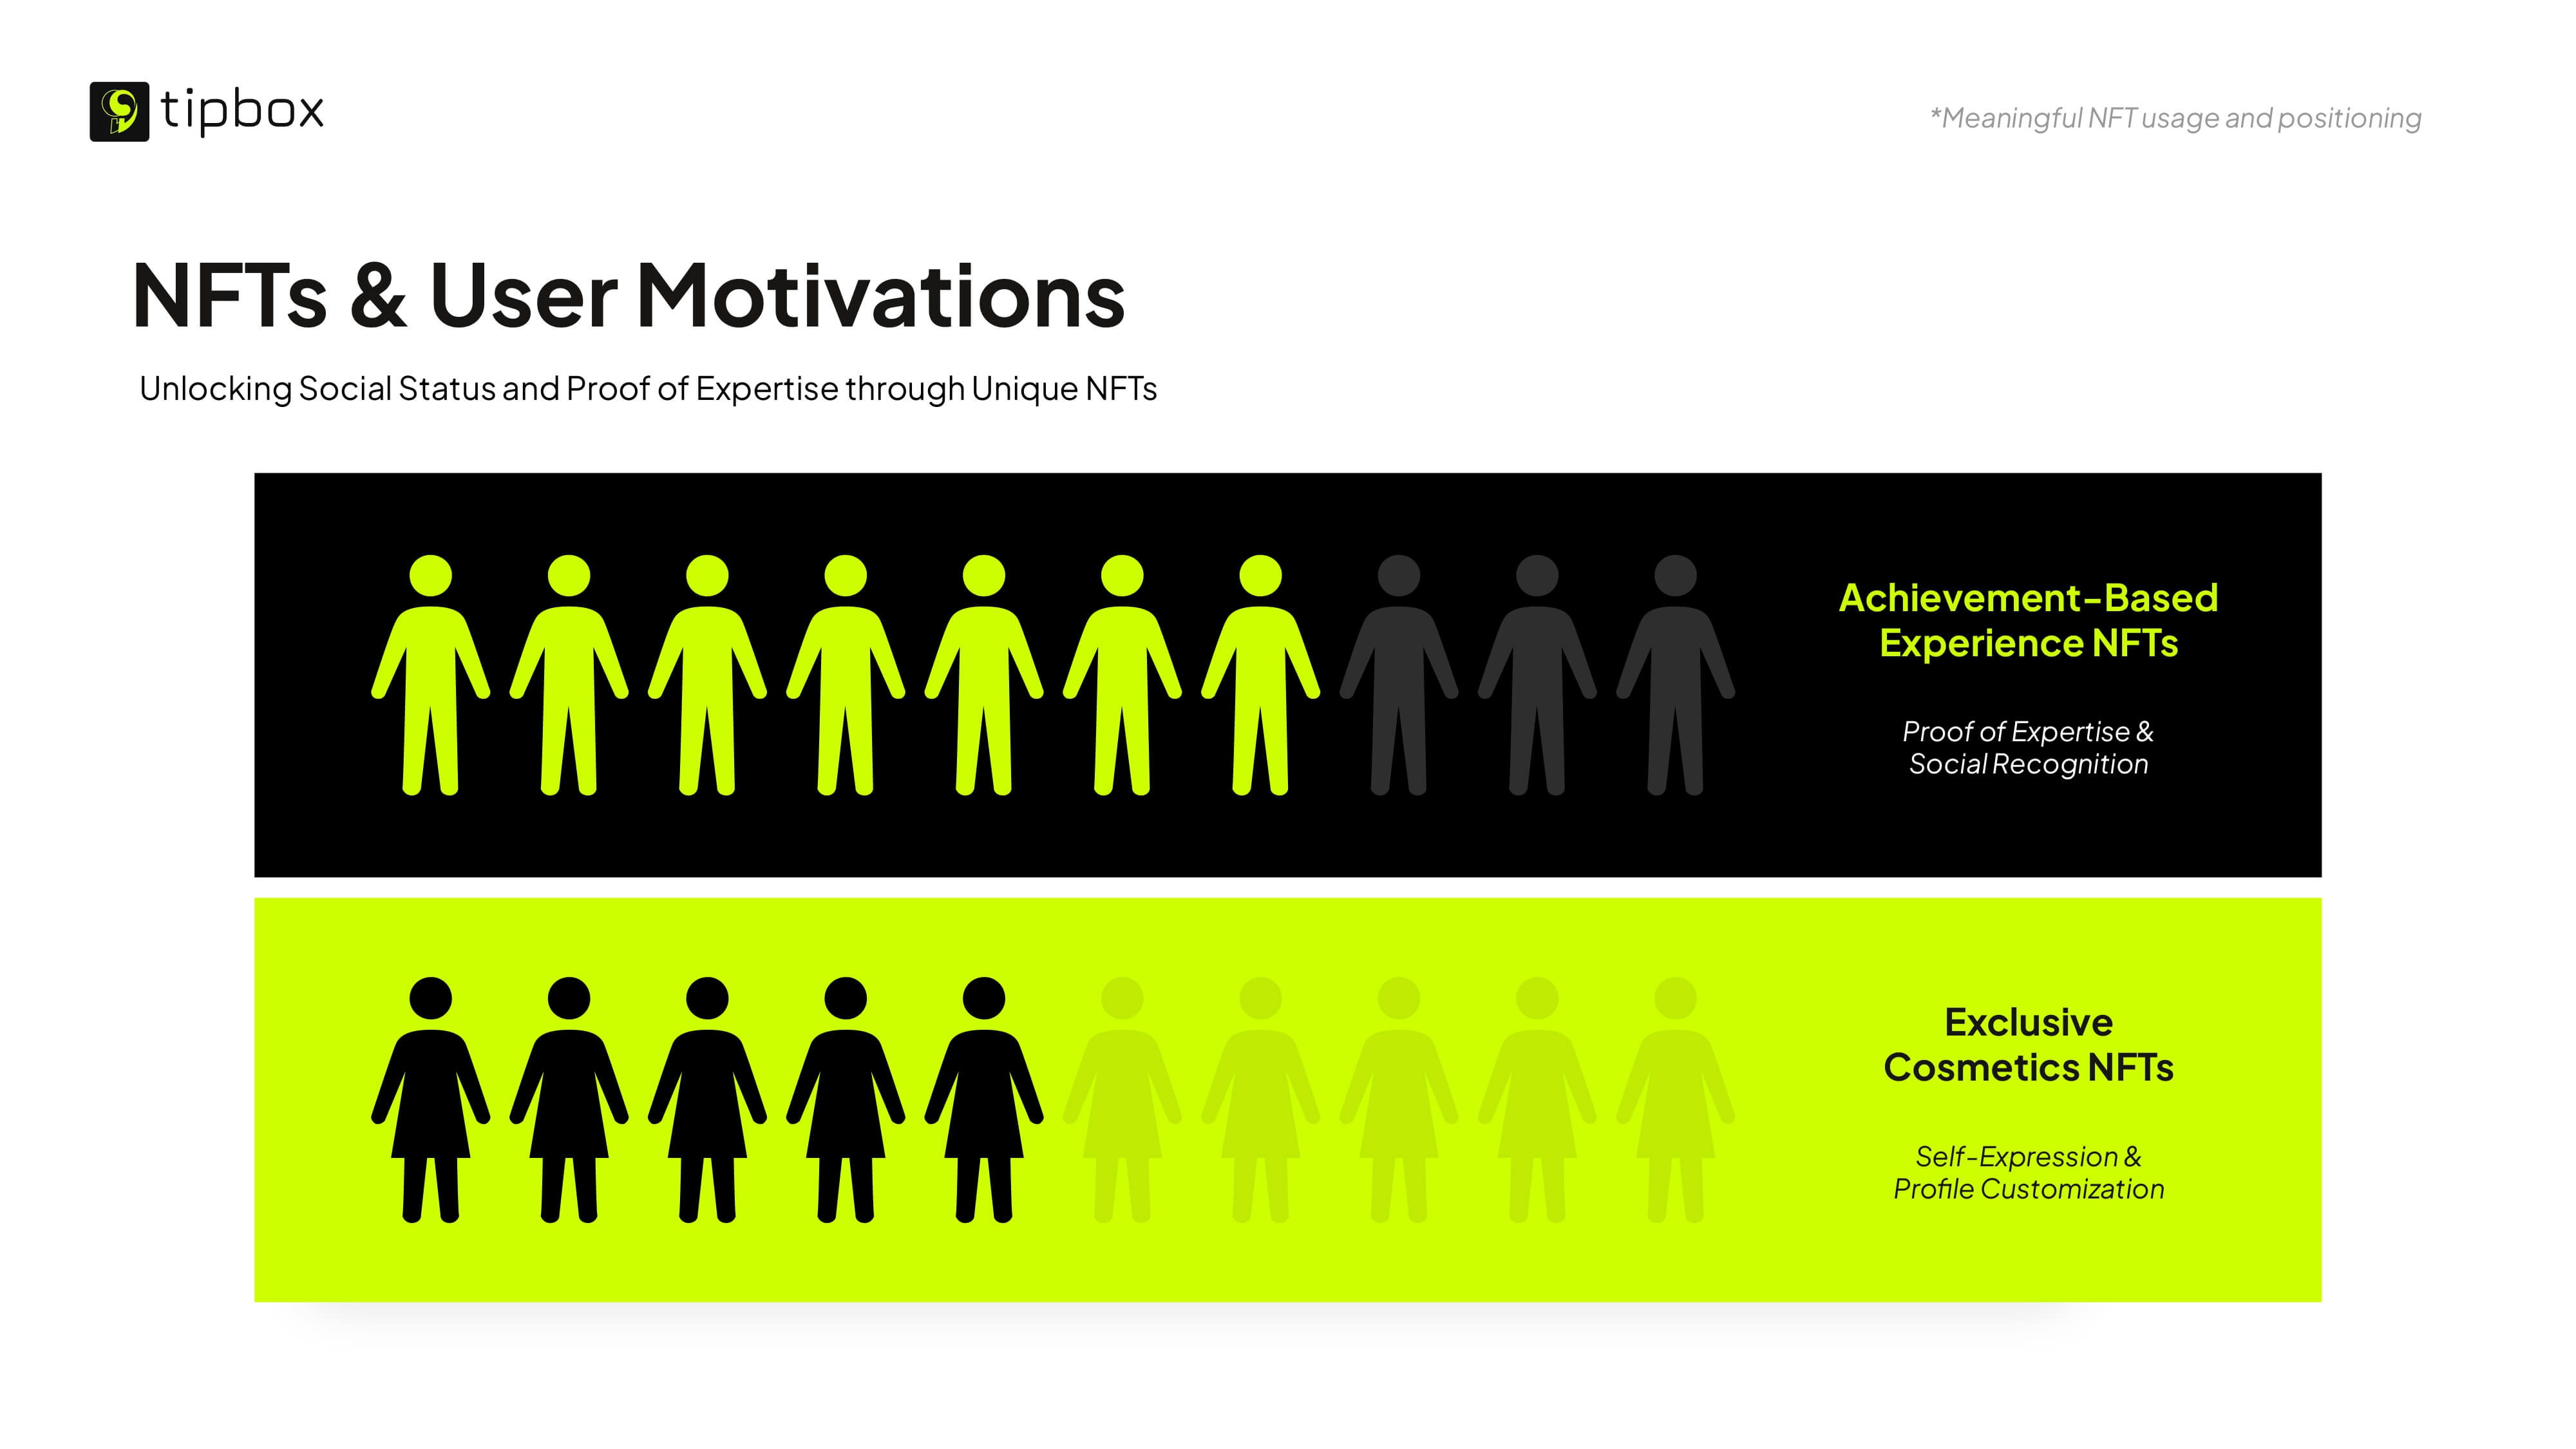 tipbox
*Meaningful NFT usage and positioning
NFTs & User Motivations
Unlocking Social Status and Proof of Expertise through Unique NFTs
Achievement-Based
Experience NFTs
Proof of Expertise &
Social Recognition
Exclusive
Cosmetics NFTs
Self-Expression &
Profile Customization